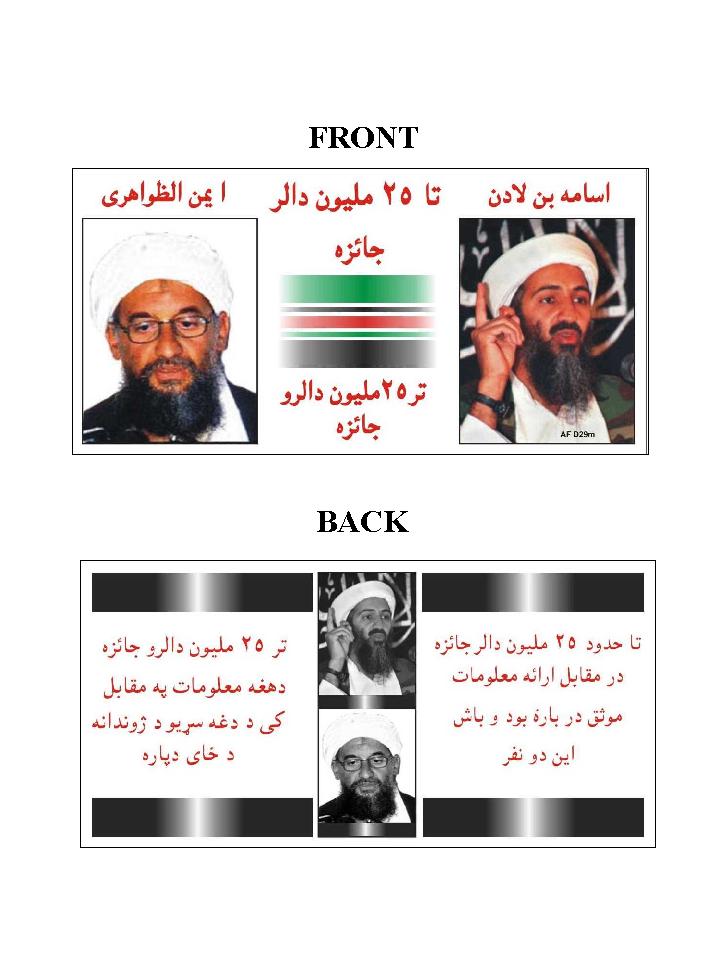 FRONT
اسامه بن لادن
تا ۲۵ ملیون دالر
ا یمن الظواهری
جائزه
تر۲۵ملیون دالرو
جائزه
AF D29m
BACK
تا حدود ۲۵ ملیون دالر جائزه
در مقابل ارائه معلومات
موثق در بارهٔ بود و باش
این دو نفر
تر ۲۵ ملیون دالرو جائزه
دهغه معلومات په مقابل
کی د دغه سړیو د ژوندانه
د ځای دپاره